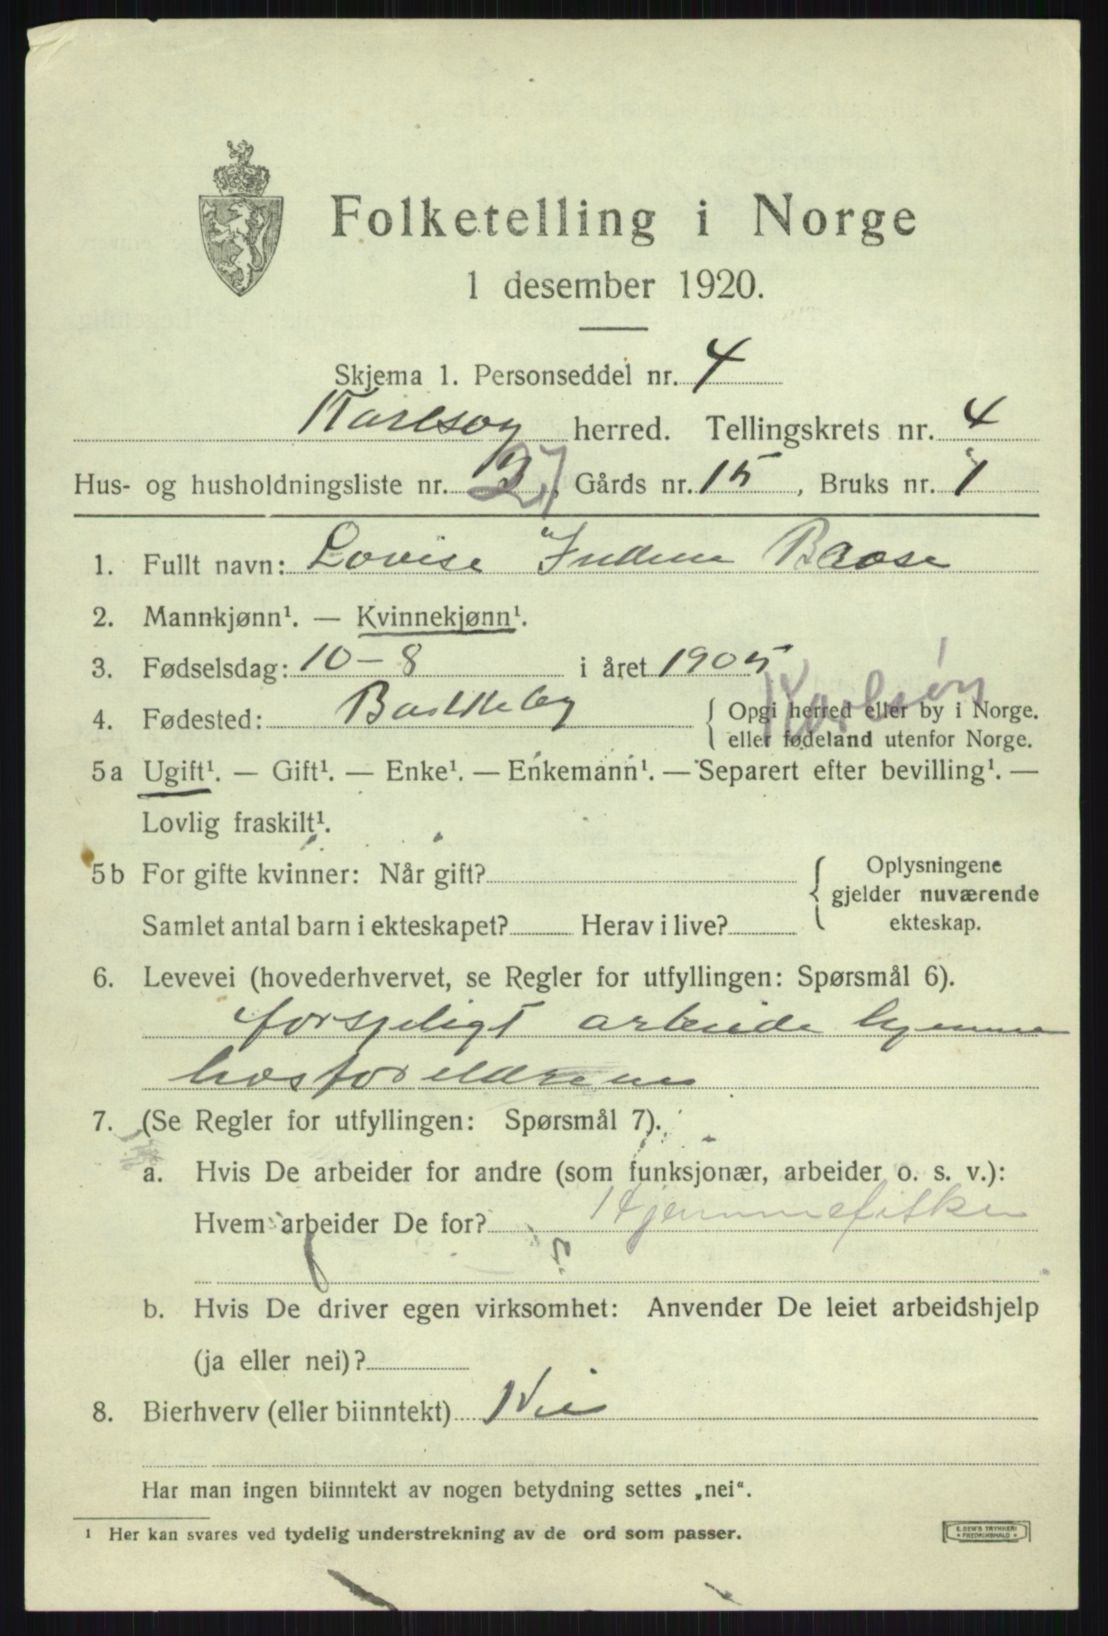 Folketelling i Norge
1 desember 1920.
Skjema 1. Personseddel nr. 4
Karlsøy herred. Tellingskrets nr. 4
Hus- og husholdningsliste nr. 27, Gårds nr. 15, Bruks nr. 1
1. Fullt navn: Lovise
2. Mannkjønn¹. — Kvinnekjønn¹.
3. Fødselsdag: 10-8 i året 1905
Karlsøy
4. Fødested: Opgi herred eller by i Norge.
eller fødeland utenfor Norge.
5a Ugift¹. — Gift¹. — Enke¹. — Enkemann¹. — Separert efter bevilling¹. —
Lovlig fraskilt¹.
5b For gifte kvinner: Når gift? Oplysningene
gjelder nuværende
Samlet antal barn i ekteskapet? Herav i live? ekteskap.
6. Levevei (hovederhvervet, se Regler for utfyllingen: Spørsmål 6).
forsjeligt arbeide hjemme
hos foreldrene
7. (Se Regler for utfyllingen: Spørsmål 7).
a. Hvis De arbeider for andre (som funksjonær, arbeider o. s. v.):
Hvem arbeider De for?
b. Hvis De driver egen virksomhet: Anvender De leiet arbeidshjelp
(ja eller nei)?
8. Bierhverv (eller biinntekt) Nei
Har man ingen biinntekt av nogen betydning settes „nei“.
¹ Her kan svares ved tydelig understrekning av de ord som passer.
E. SEM'S TRYKKERI
FREDRIKSHALD